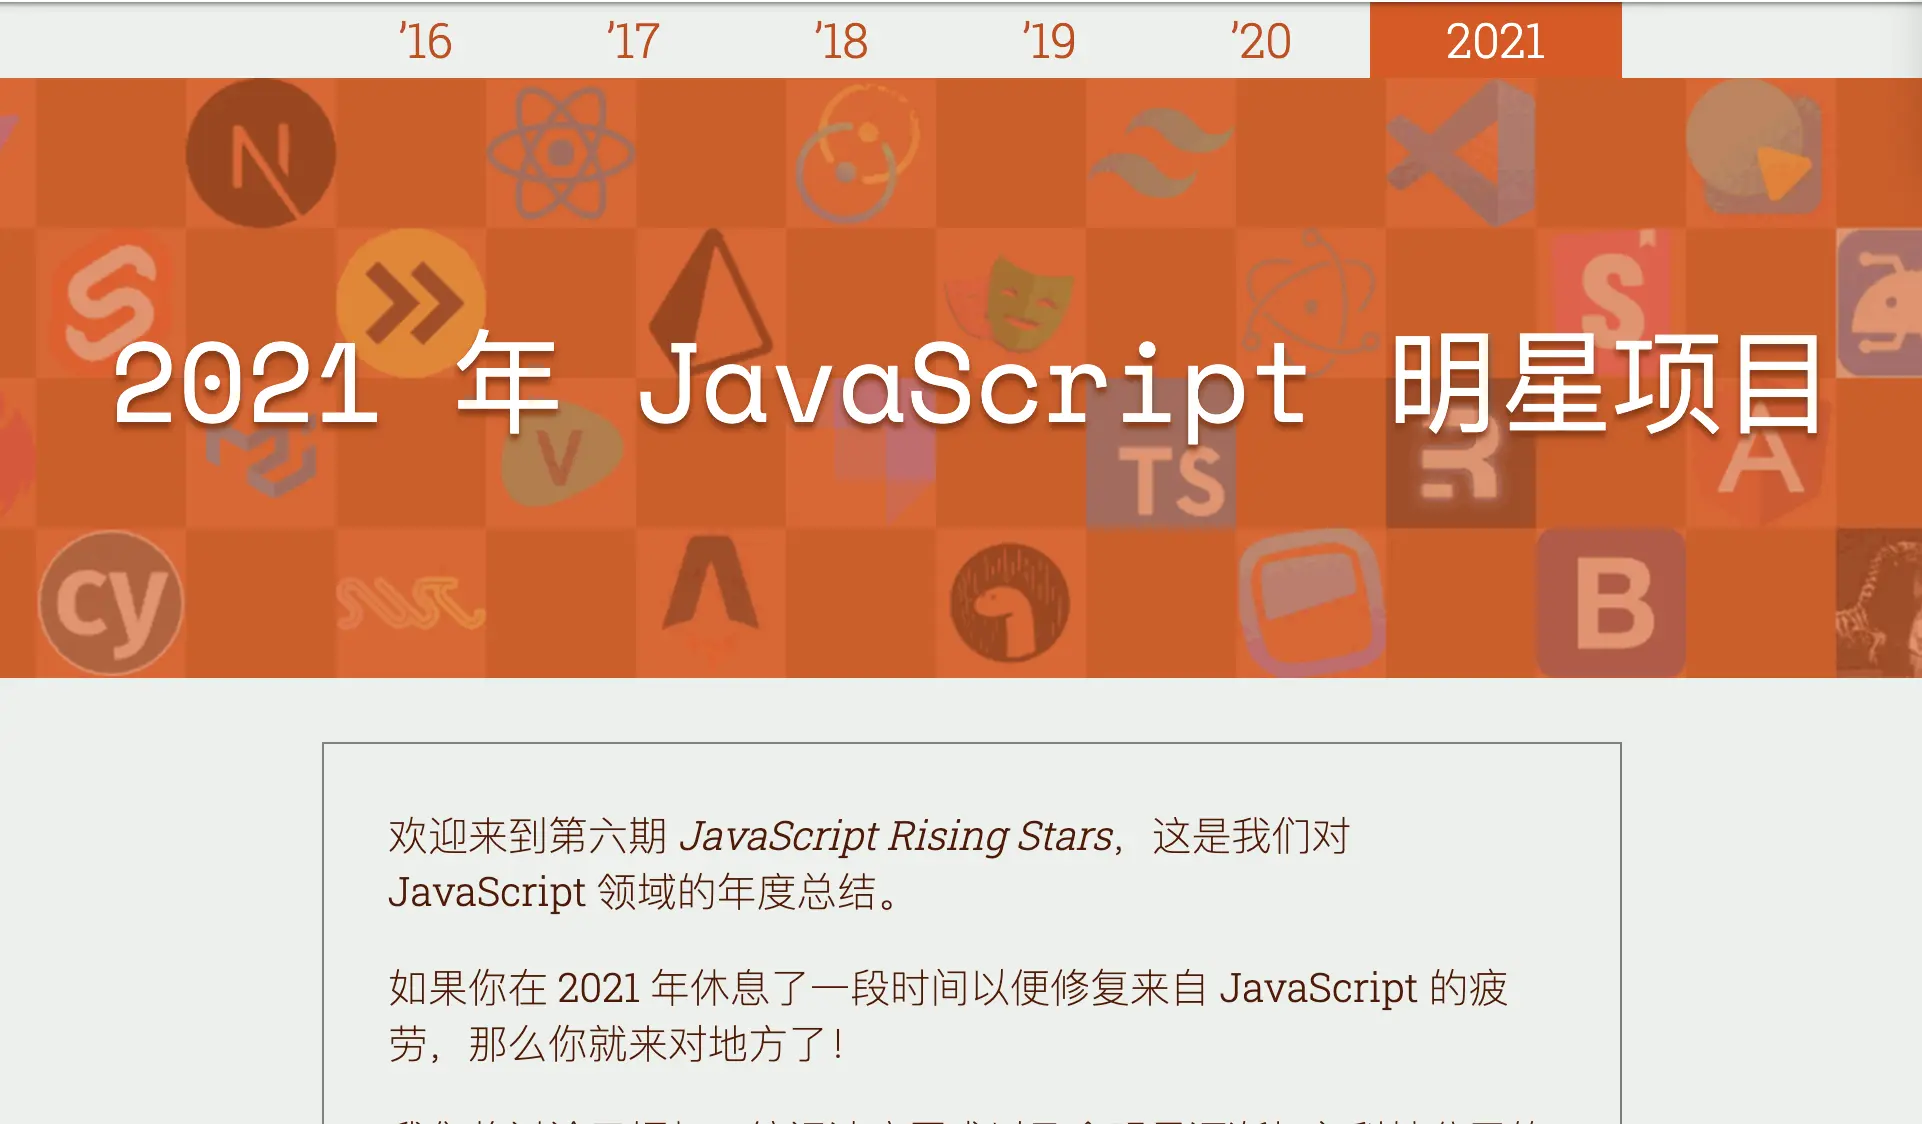 ’16 ’17 ’18 ’19 ’20 2021
2021 年 JavaScript 明星项目
V
TS
cy
B
欢迎来到第六期 JavaScript Rising Stars，这是我们对
JavaScript 领域的年度总结。
如果你在 2021 年休息了一段时间以便修复来自 JavaScript 的疲
劳，那么你就来对地方了！